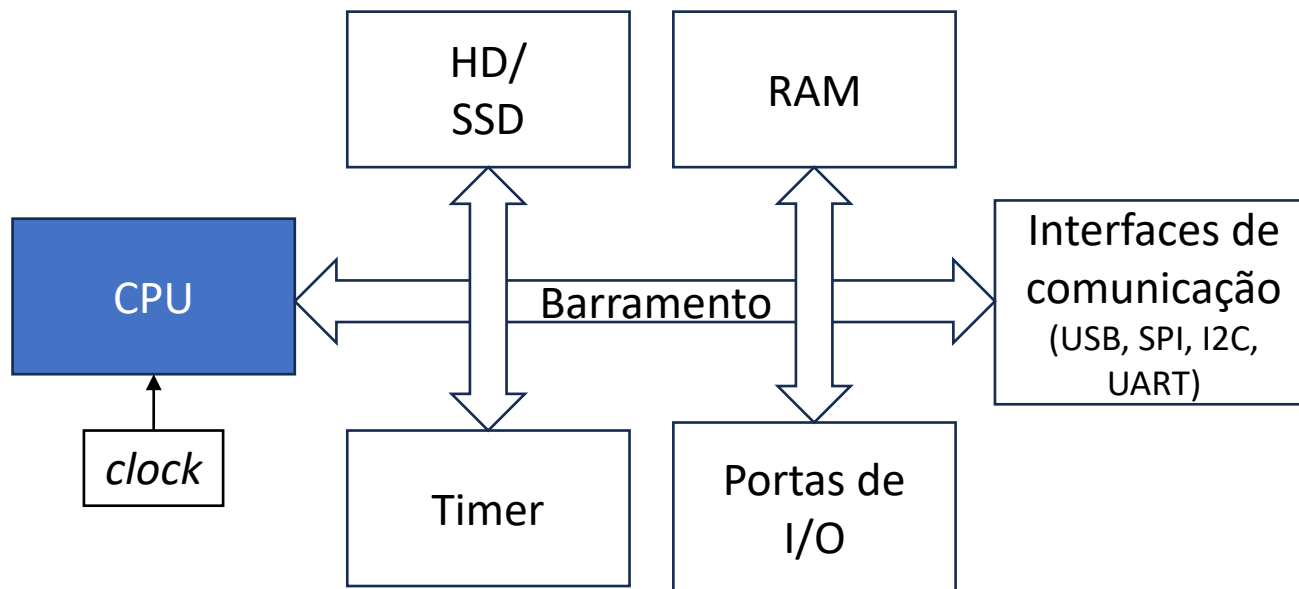 HD/
SSD
RAM
CPU
Barramento
Interfaces de
comunicação
(USB, SPI, I2C,
UART)
clock
Timer
Portas de
I/O